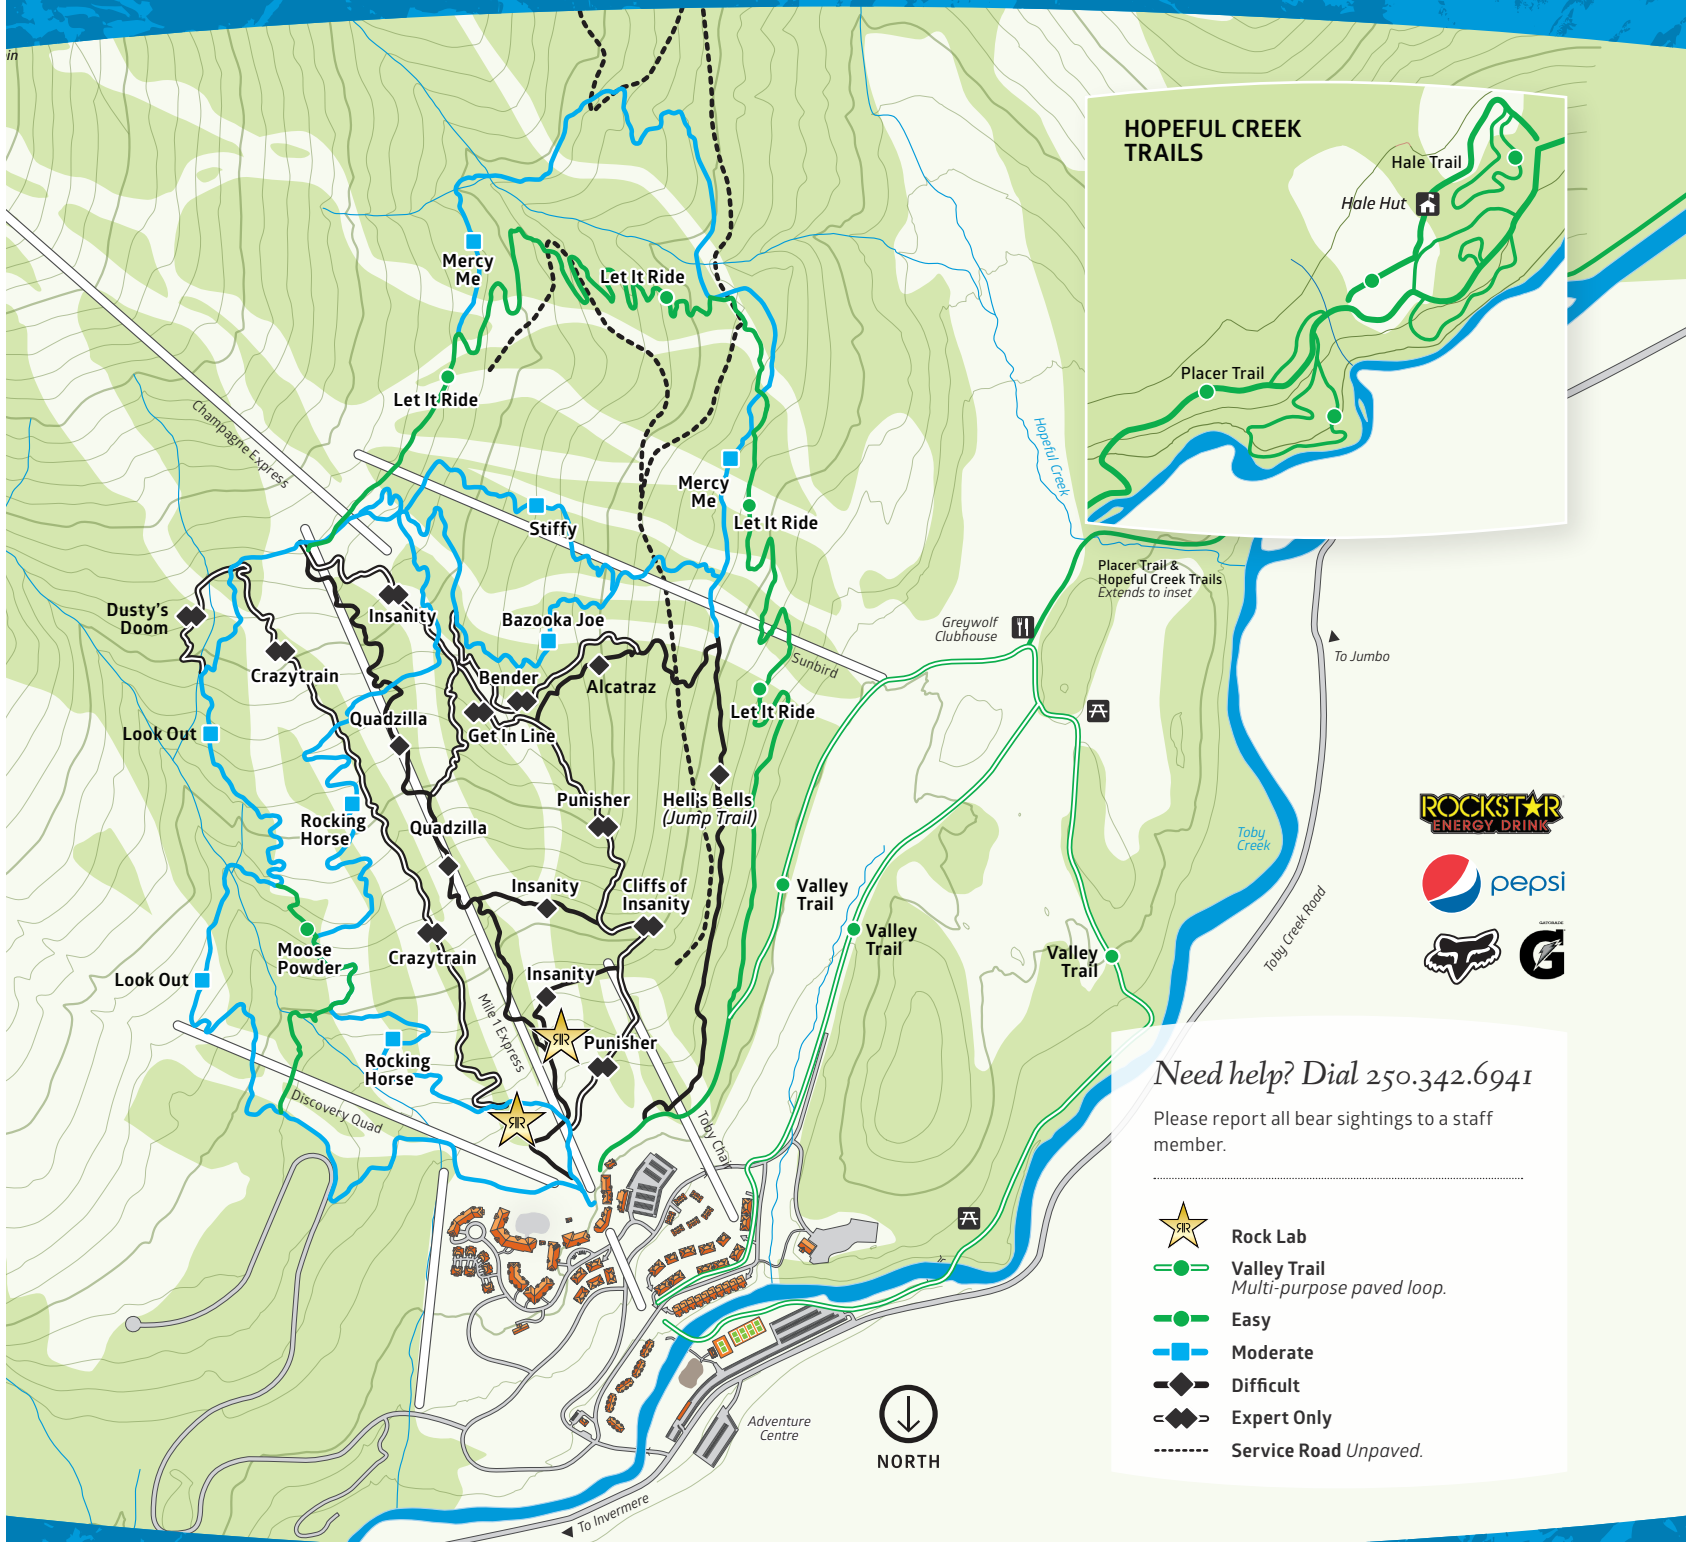 in
HOPEFUL CREEK
TRAILS
Hale Trail
Hale Hut
Placer Trail
Mercy
Me
Let It Ride
Let It Ride
Champagne Express
Hopeful Creek
Mercy
Me
Stiffy
Let It Ride
Placer Trail &
Hopeful Creek Trails
Extends to inset
Dusty's
Doom
Insanity
Bazooka Joe
Greywolf
Clubhouse
To Jumbo
Crazytrain
Bender
Alcatraz
Sunbird
Let It Ride
Look Out
Quadzilla
Get In Line
Punisher
Hell's Bells
(Jump Trail)
Rocking
Horse
Quadzilla
Toby
Creek
ROCKSTAR
ENERGY DRINK
pepsi
GATORADE
G
Insanity
Cliffs of
Insanity
Valley
Trail
Valley
Trail
Valley
Trail
Toby Creek Road
Moose
Powder
Crazytrain
Look Out
Insanity
Mile 1 Express
RR
Punisher
Rocking
Horse
RR
Discovery Quad
Toby Chair
Need help? Dial 250.342.6941
Please report all bear sightings to a staff
member.
RR
Rock Lab
Valley Trail
Multi-purpose paved loop.
Easy
Moderate
Difficult
Expert Only
Service Road Unpaved.
Adventure
Centre
NORTH
To Invermere